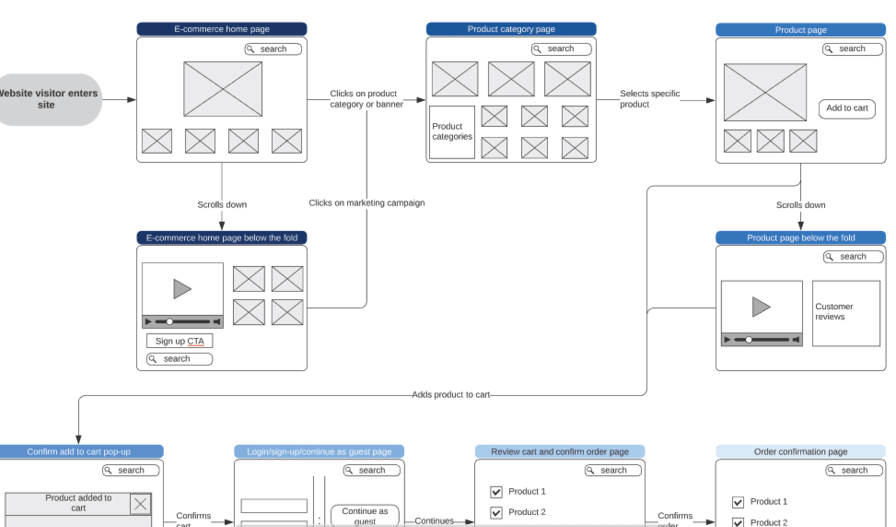 E-commerce home page
Product category page
Product page
search
search
search
Website visitor enters
site
Clicks on product
category or banner
Selects specific
product
Add to cart
Product
categories
Scrolls down
Clicks on marketing campaign
Scrolls down
E-commerce home page below the fold
Product page below the fold
search
Customer
reviews
Sign up CTA
search
Adds product to cart
Confirm add to cart pop-up
Login/sign-up/continue as guest page
Review cart and confirm order page
Order confirmation page
search
search
search
search
Product added to
cart
Confirms
cart
Continue as
guest
Continues
Product 1
Product 2
Confirms
order
Product 1
Product 2